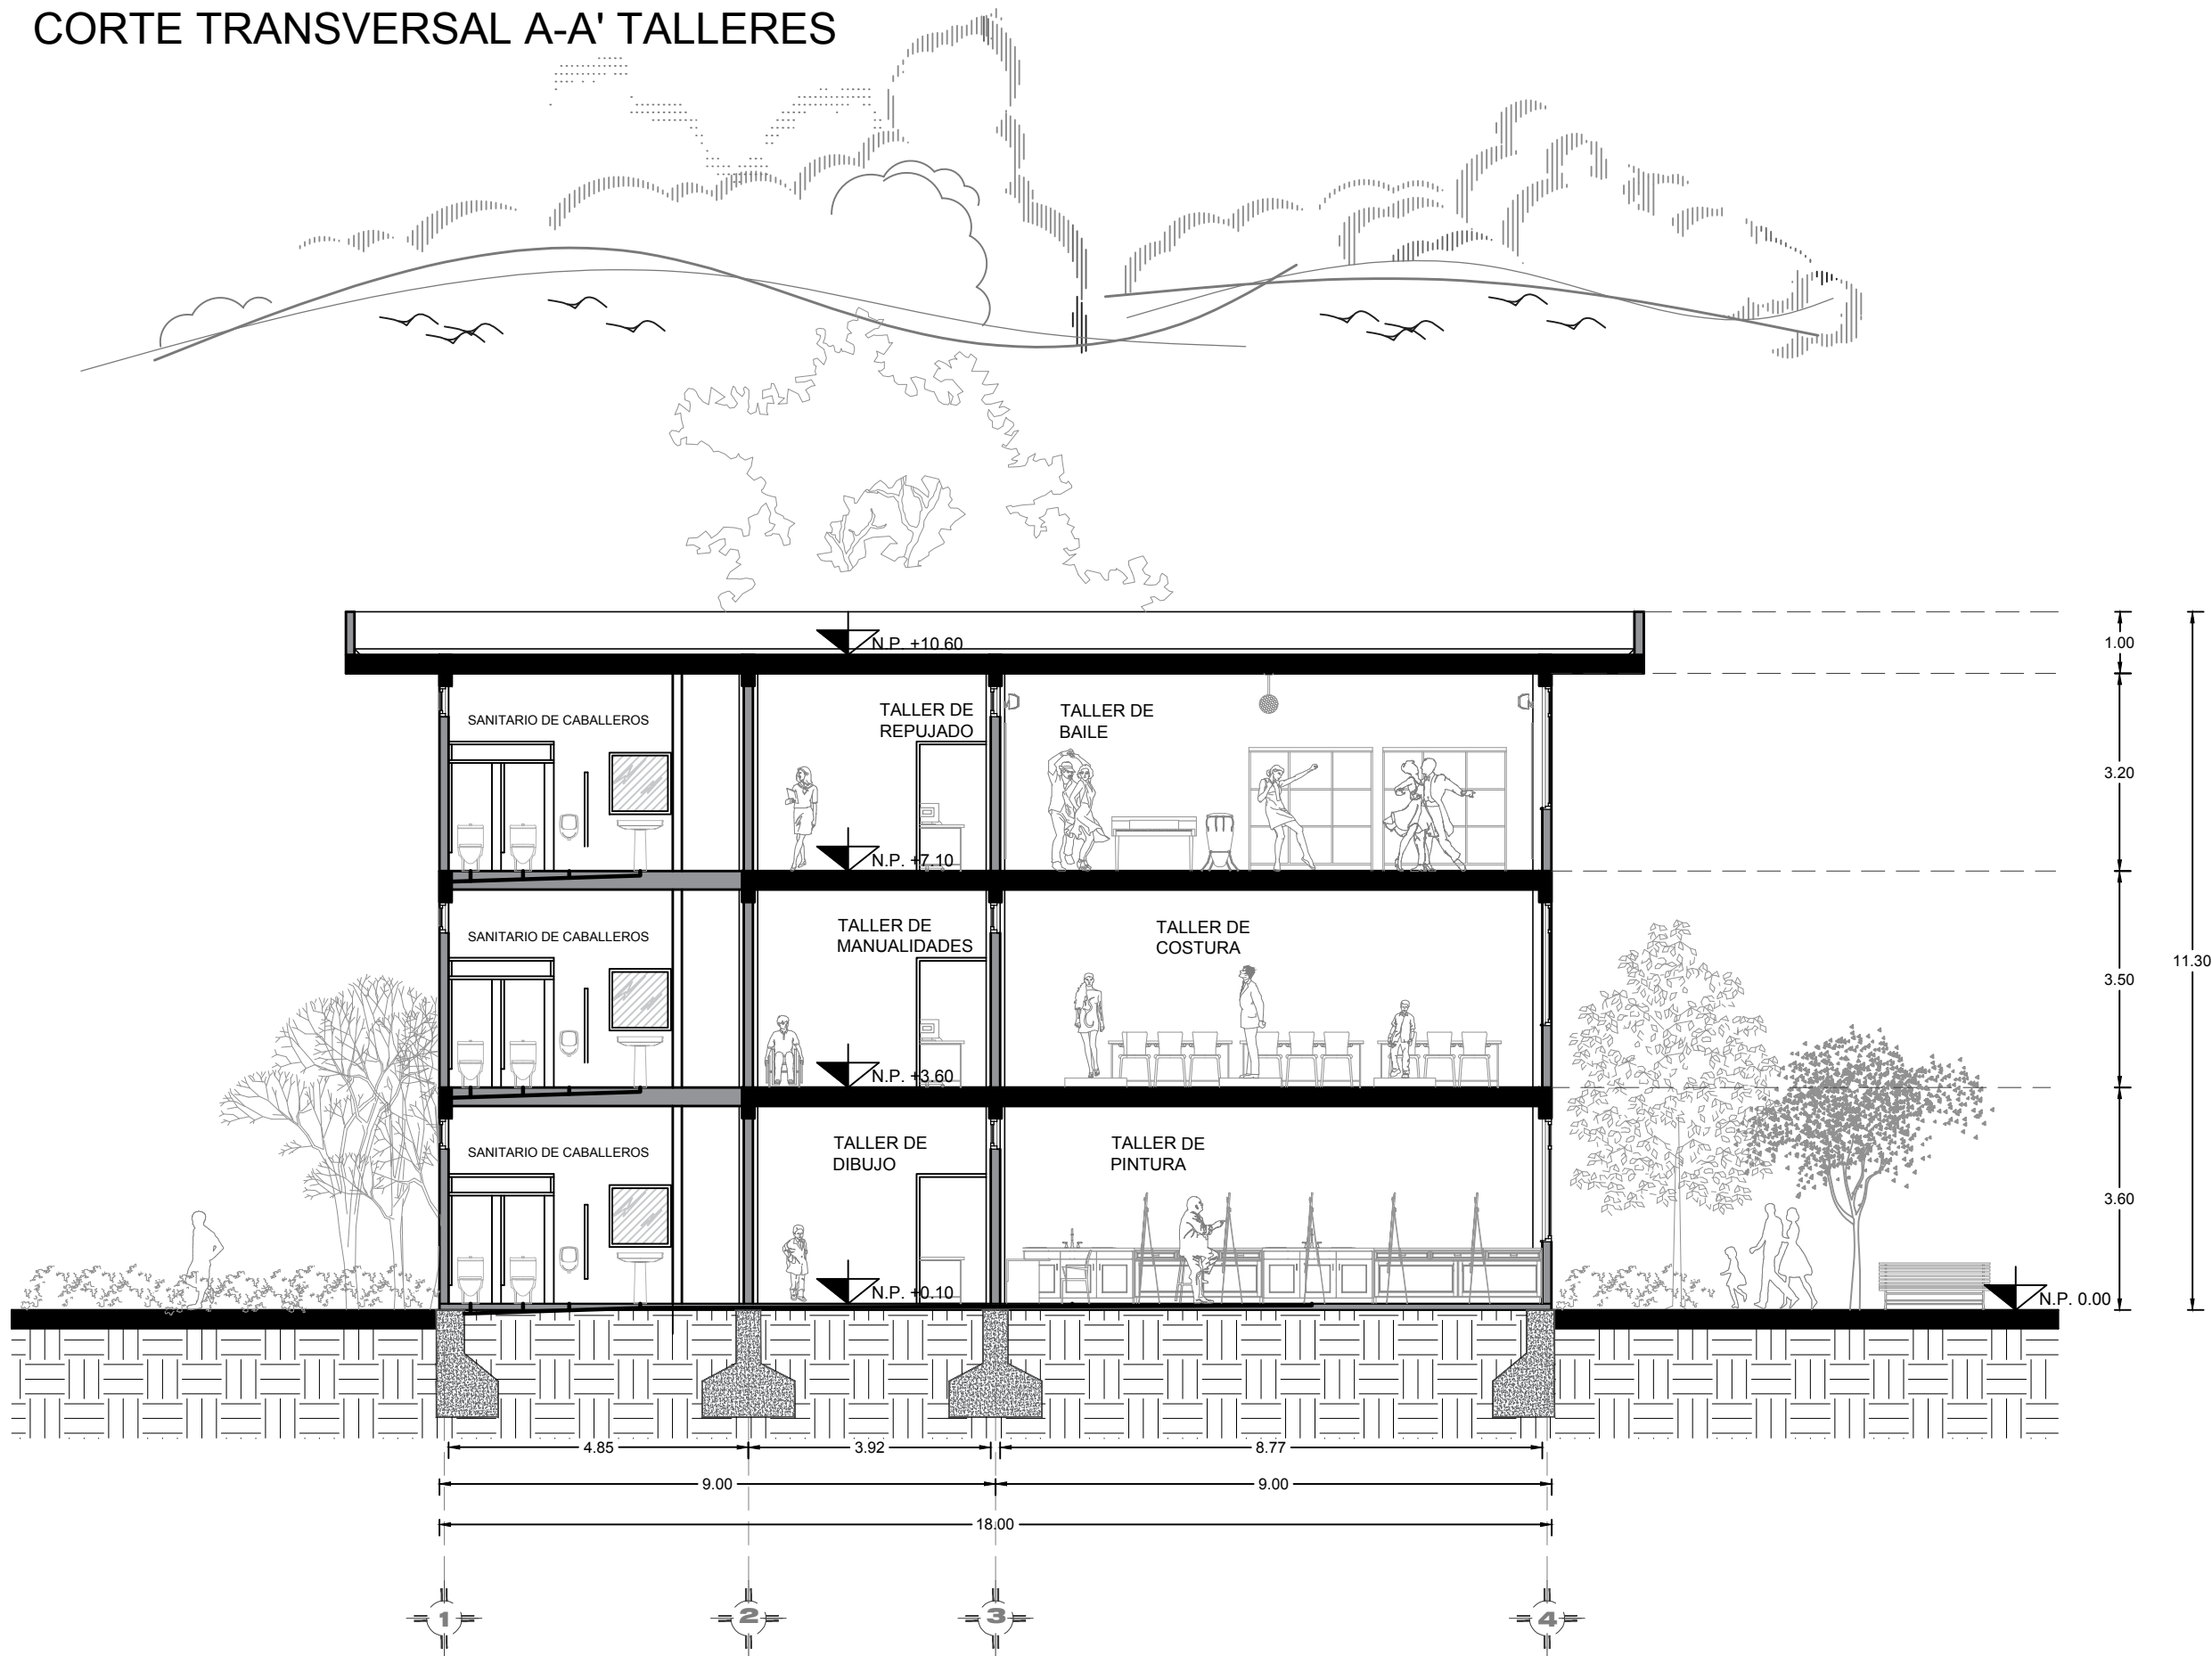 CORTE TRANSVERSAL A-A' TALLERES
N.P. +10.60
1.00
SANITARIO DE CABALLEROS
TALLER DE
REPUJADO
TALLER DE
BAILE
3.20
N.P. +7.10
SANITARIO DE CABALLEROS
TALLER DE
MANUALIDADES
TALLER DE
COSTURA
3.50
11.30
N.P. +3.60
SANITARIO DE CABALLEROS
TALLER DE
DIBUJO
TALLER DE
PINTURA
3.60
N.P. +0.10
N.P. 0.00
4.85
3.92
8.77
9.00
9.00
18.00
1
2
3
4